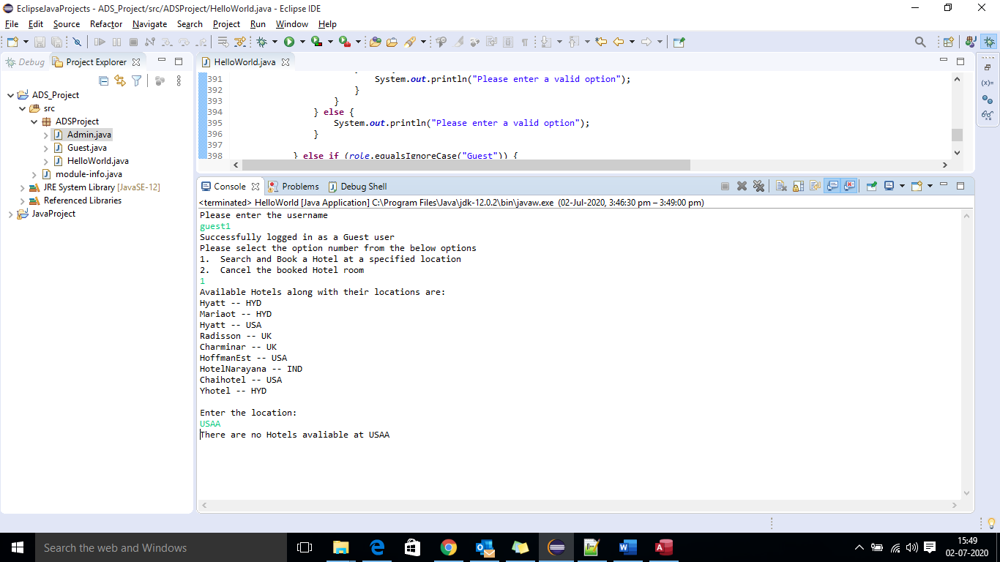 EclipseJavaProjects - ADS_Project/src/ADSProject/HelloWorld.java - Eclipse IDE
File Edit Source Refactor Navigate Search Project Run Window Help
Debug Project Explorer
HelloWorld.java
ADS_Project
src
ADSProject
Admin.java
Guest.java
HelloWorld.java
module-info.java
JRE System Library [JavaSE-12]
Referenced Libraries
JavaProject
391 System.out.println("Please enter a valid option");
392 }
393 }
394 } else {
395 System.out.println("Please enter a valid option");
396 }
397
398 } else if (role.equalsIgnoreCase("Guest")) {
Console Problems Debug Shell
<terminated> HelloWorld [Java Application] C:\Program Files\Java\jdk-12.0.2\bin\javaw.exe (02-Jul-2020, 3:46:30 pm – 3:49:00 pm)
Please enter the username
guest1
Successfully logged in as a Guest user
Please select the option number from the below options
1. Search and Book a Hotel at a specified location
2. Cancel the booked Hotel room
1
Available Hotels along with their locations are:
Hyatt -- HYD
Mariaot -- HYD
Hyatt -- USA
Radisson -- UK
Charminar -- UK
HoffmanEst -- USA
HotelNarayana -- IND
Chaihotel -- USA
Yhotel -- HYD
Enter the location:
USAA
There are no Hotels avaliable at USAA
Search the web and Windows
15:49
02-07-2020